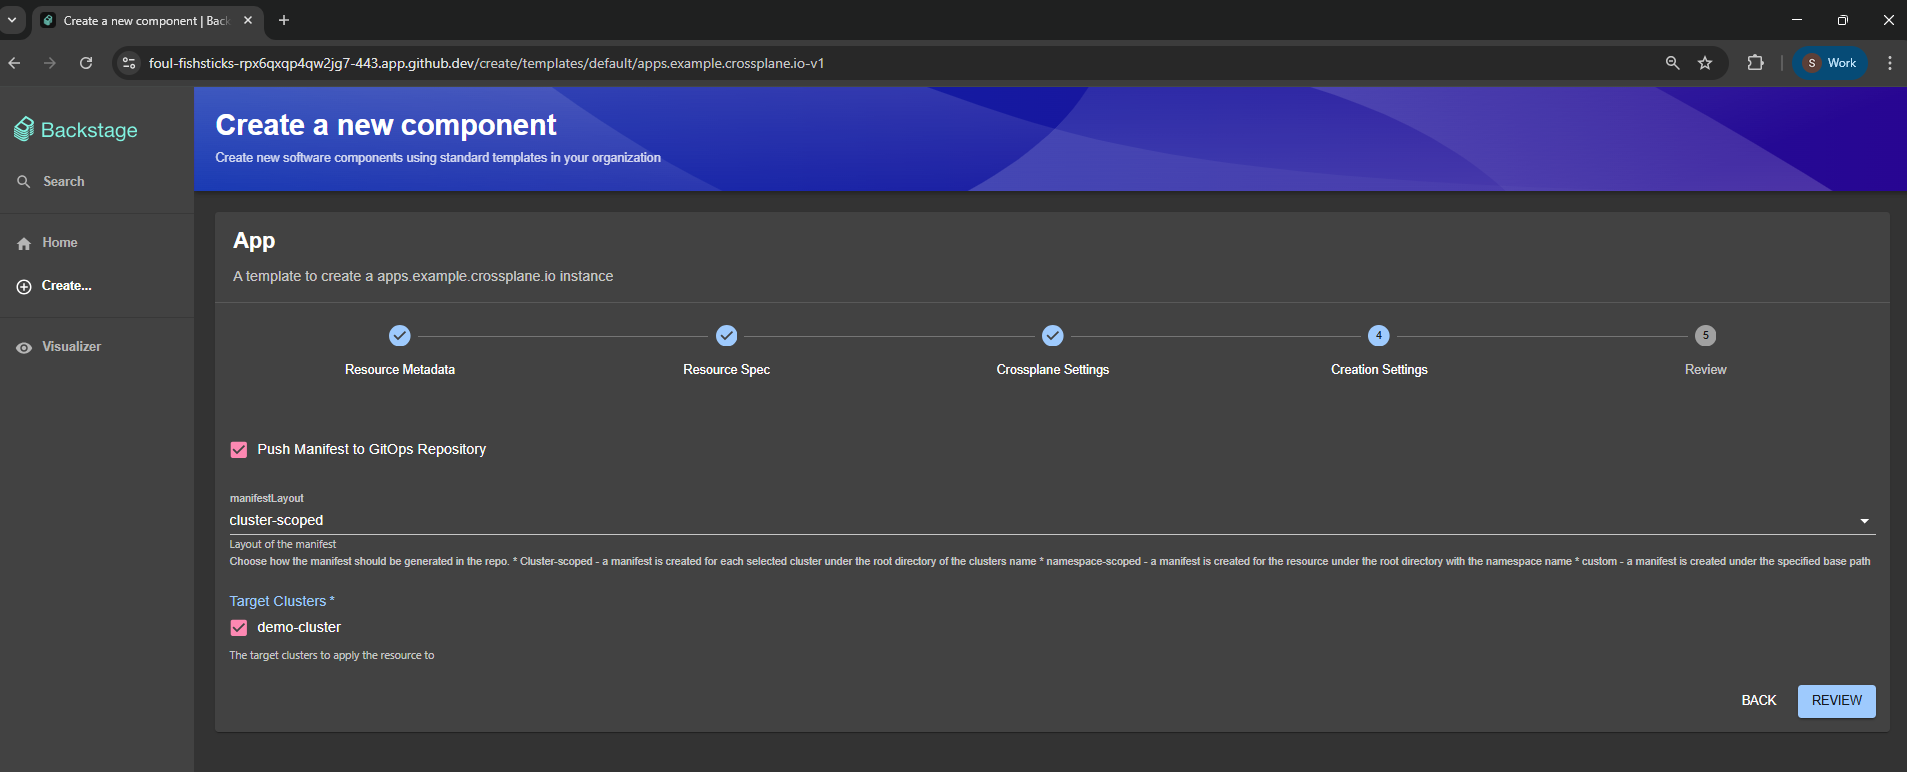 Create a new component | Back
foul-fishsticks-rpx6qxqp4qw2jg7-443.app.github.dev/create/templates/default/apps.example.crossplane.io-v1
S Work
Backstage
Search
Home
Create...
Visualizer
Create a new component
Create new software components using standard templates in your organization
App
A template to create a apps.example.crossplane.io instance
4
5
Resource Metadata
Resource Spec
Crossplane Settings
Creation Settings
Review
Push Manifest to GitOps Repository
manifestLayout
cluster-scoped
Layout of the manifest
Choose how the manifest should be generated in the repo. * Cluster-scoped - a manifest is created for each selected cluster under the root directory of the clusters name * namespace-scoped - a manifest is created for the resource under the root directory with the namespace name * custom - a manifest is created under the specified base path
Target Clusters *
demo-cluster
The target clusters to apply the resource to
BACK
REVIEW